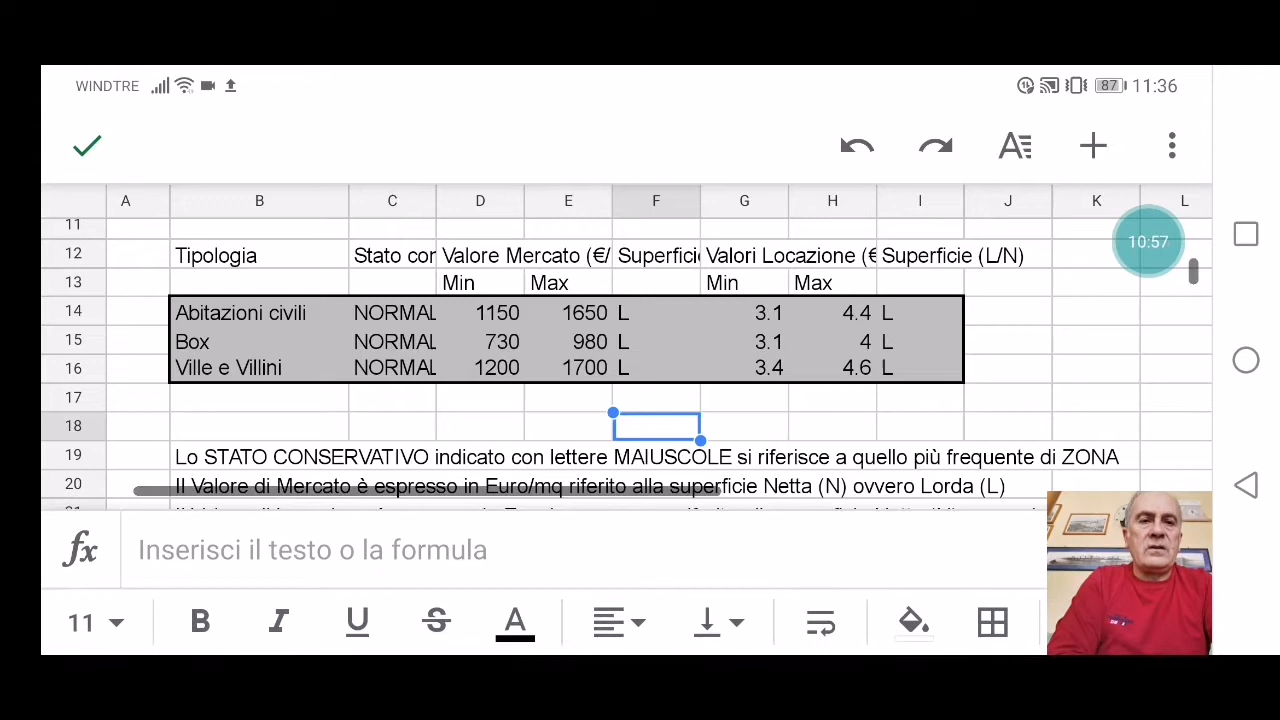 WINDTRE 87 11:36
A B C D E F G H I J K L
11
10:57
12 Tipologia Stato cor Valore Mercato (€/ Superfici Valori Locazione (€ Superficie (L/N)
13 Min Max Min Max
14 Abitazioni civili NORMAL 1150 1650 L 3.1 4.4 L
15 Box NORMAL 730 980 L 3.1 4 L
16 Ville e Villini NORMAL 1200 1700 L 3.4 4.6 L
17
18
19 Lo STATO CONSERVATIVO indicato con lettere MAIUSCOLE si riferisce a quello più frequente di ZONA
20 Il Valore di Mercato è espresso in Euro/mq riferito alla superficie Netta (N) ovvero Lorda (L)
fx Inserisci il testo o la formula
11 B I U S A